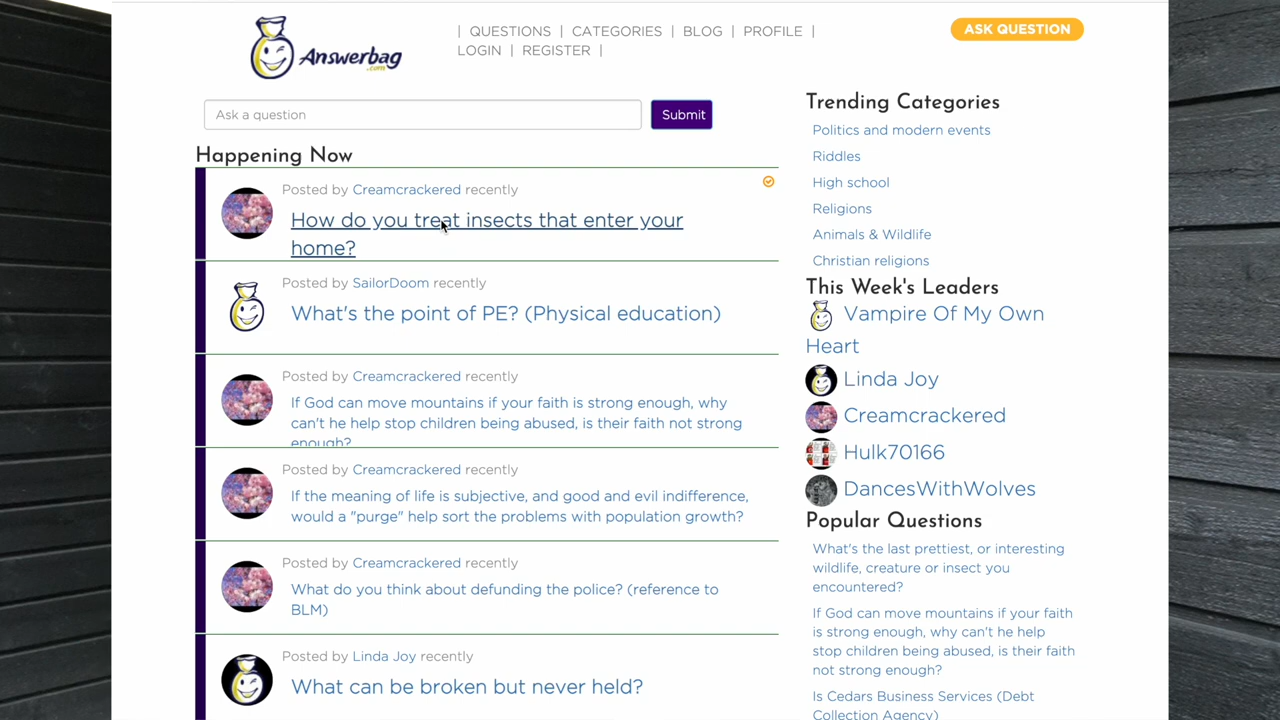 Answerbag
.com
| QUESTIONS | CATEGORIES | BLOG | PROFILE |
LOGIN | REGISTER |
ASK QUESTION
Ask a question
Submit
Happening Now
Posted by Creamcrackered recently
How do you treat insects that enter your
home?
Posted by SailorDoom recently
What's the point of PE? (Physical education)
Posted by Creamcrackered recently
If God can move mountains if your faith is strong enough, why
can't he help stop children being abused, is their faith not strong
enough?
Posted by Creamcrackered recently
If the meaning of life is subjective, and good and evil indifference,
would a "purge" help sort the problems with population growth?
Posted by Creamcrackered recently
What do you think about defunding the police? (reference to
BLM)
Posted by Linda Joy recently
What can be broken but never held?
Trending Categories
Politics and modern events
Riddles
High school
Religions
Animals & Wildlife
Christian religions
This Week's Leaders
Vampire Of My Own
Heart
Linda Joy
Creamcrackered
Hulk70166
DancesWithWolves
Popular Questions
What's the last prettiest, or interesting
wildlife, creature or insect you
encountered?
If God can move mountains if your faith
is strong enough, why can't he help
stop children being abused, is their faith
not strong enough?
Is Cedars Business Services (Debt
Collection Agency)